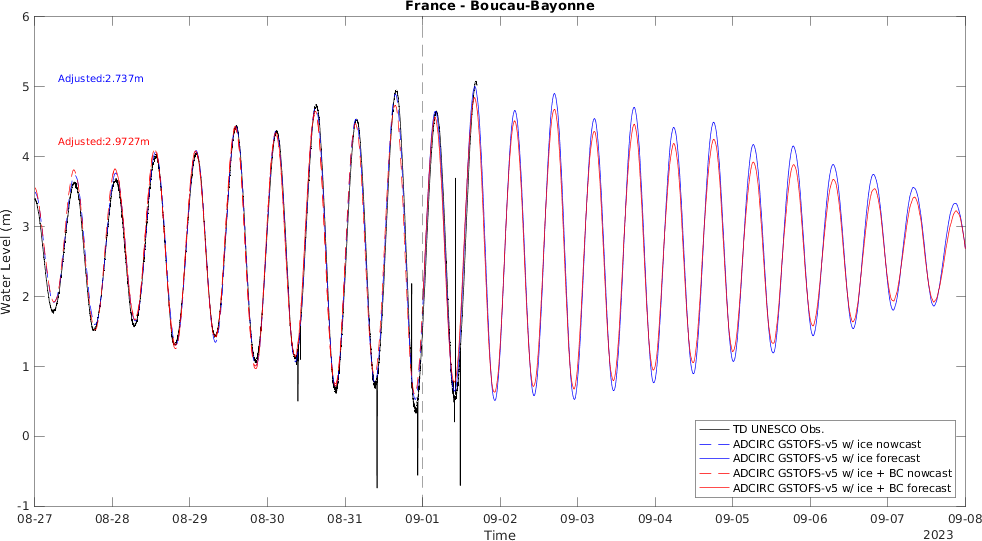 France - Boucau-Bayonne
6
5
4
3
2
1
0
-1
Water Level (m)
Adjusted:2.737m
Adjusted:2.9727m
TD UNESCO Obs.
ADCIRC GSTOFS-v5 w/ ice nowcast
ADCIRC GSTOFS-v5 w/ ice forecast
ADCIRC GSTOFS-v5 w/ ice + BC nowcast
ADCIRC GSTOFS-v5 w/ ice + BC forecast
08-27 08-28 08-29 08-30 08-31 09-01 09-02 09-03 09-04 09-05 09-06 09-07 09-08
Time
2023